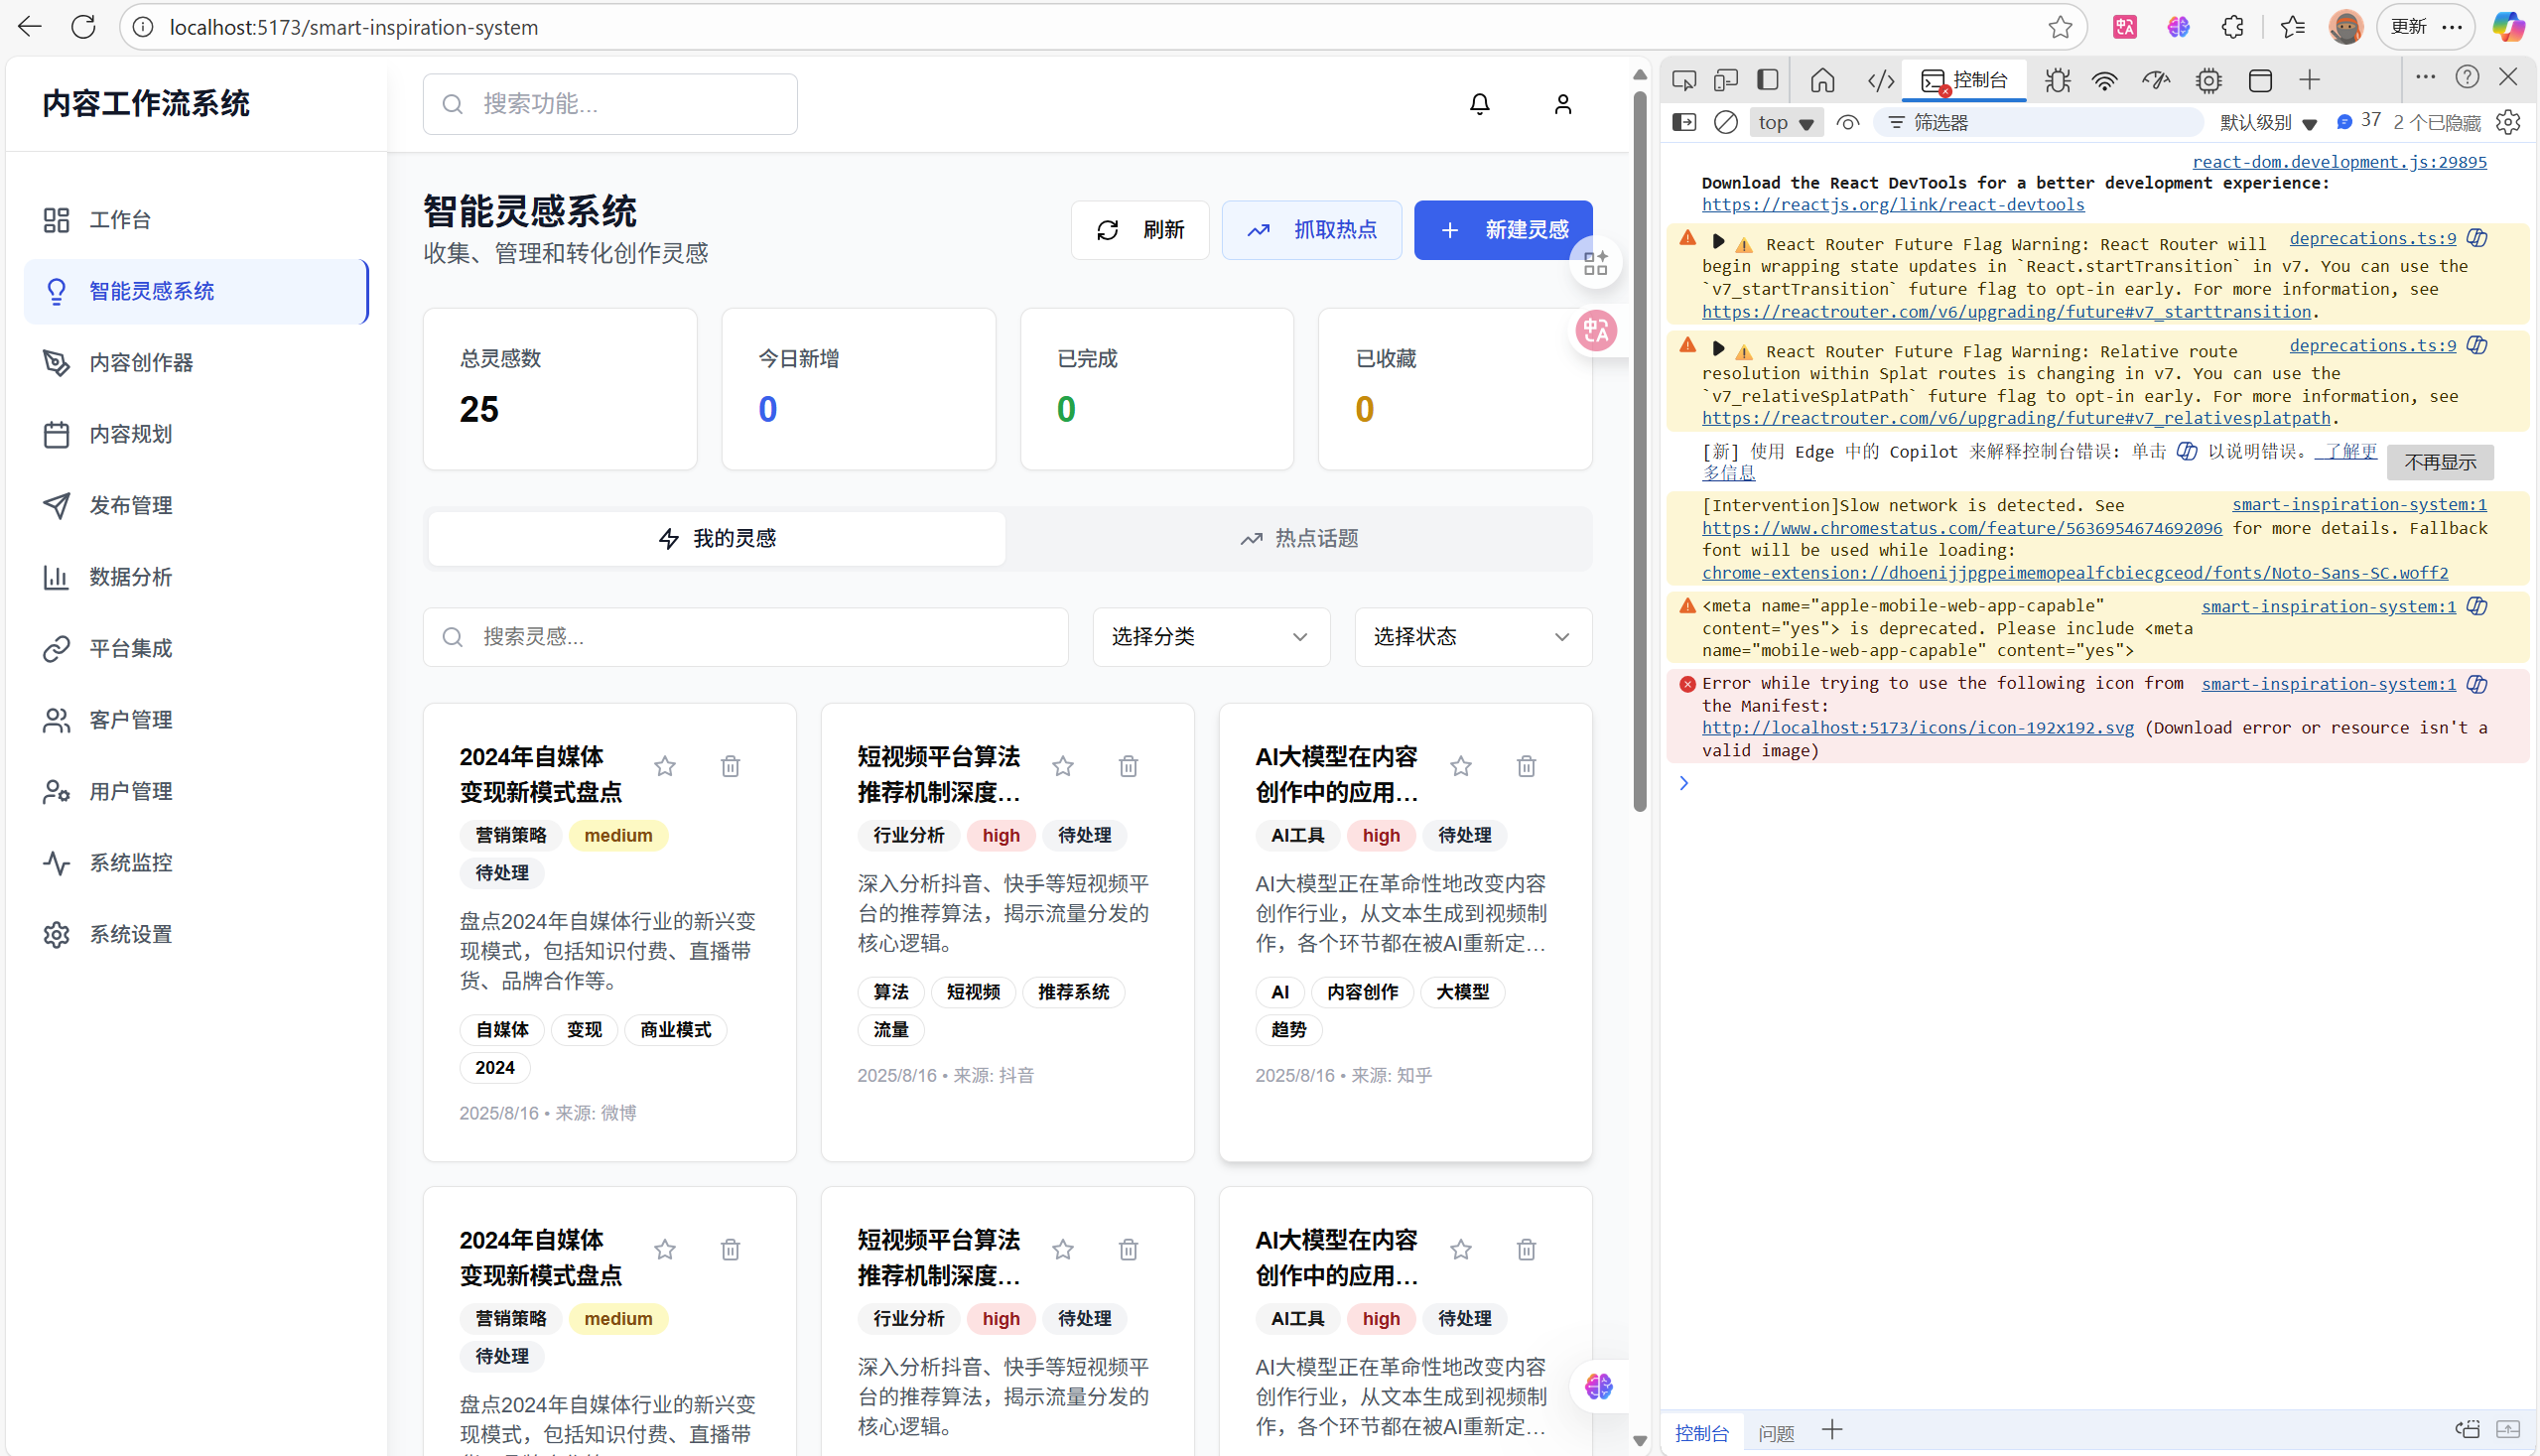 localhost:5173/smart-inspiration-system
更新
内容工作流系统
工作台
智能灵感系统
内容创作器
内容规划
发布管理
数据分析
平台集成
客户管理
用户管理
系统监控
系统设置
搜索功能...
智能灵感系统
收集、管理和转化创作灵感
刷新
抓取热点
新建灵感
总灵感数
25
今日新增
0
已完成
0
已收藏
0
我的灵感
热点话题
搜索灵感...
选择分类
选择状态
2024年自媒体
变现新模式盘点
营销策略 medium
待处理
盘点2024年自媒体行业的新兴变
现模式，包括知识付费、直播带
货、品牌合作等。
自媒体 变现 商业模式
2024
2025/8/16 • 来源: 微博
短视频平台算法
推荐机制深度...
行业分析 high 待处理
深入分析抖音、快手等短视频平
台的推荐算法，揭示流量分发的
核心逻辑。
算法 短视频 推荐系统
流量
2025/8/16 • 来源: 抖音
AI大模型在内容
创作中的应用...
AI工具 high 待处理
AI大模型正在革命性地改变内容
创作行业，从文本生成到视频制
作，各个环节都在被AI重新定...
AI 内容创作 大模型
趋势
2025/8/16 • 来源: 知乎
2024年自媒体
变现新模式盘点
营销策略 medium
待处理
盘点2024年自媒体行业的新兴变
现模式，包括知识付费、直播带
短视频平台算法
推荐机制深度...
行业分析 high 待处理
深入分析抖音、快手等短视频平
台的推荐算法，揭示流量分发的
核心逻辑。
AI大模型在内容
创作中的应用...
AI工具 high 待处理
AI大模型正在革命性地改变内容
创作行业，从文本生成到视频制
作，各个环节都在被AI重新定...
控制台
top
筛选器
默认级别
37
2 个已隐藏
react-dom.development.js:29895
Download the React DevTools for a better development experience:
https://reactjs.org/link/react-devtools
React Router Future Flag Warning: React Router will deprecations.ts:9
begin wrapping state updates in `React.startTransition` in v7. You can use the
`v7_startTransition` future flag to opt-in early. For more information, see
https://reactrouter.com/v6/upgrading/future#v7_starttransition.
React Router Future Flag Warning: Relative route deprecations.ts:9
resolution within Splat routes is changing in v7. You can use the
`v7_relativeSplatPath` future flag to opt-in early. For more information, see
https://reactrouter.com/v6/upgrading/future#v7_relativesplatpath.
[新] 使用 Edge 中的 Copilot 来解释控制台错误: 单击 以说明错误。 了解更
多信息
不再显示
[Intervention]Slow network is detected. See smart-inspiration-system:1
https://www.chromestatus.com/feature/5636954674692096 for more details. Fallback
font will be used while loading:
chrome-extension://dhoenijjpgpeimemopealfcbiecgceod/fonts/Noto-Sans-SC.woff2
<meta name="apple-mobile-web-app-capable" smart-inspiration-system:1
content="yes"> is deprecated. Please include <meta
name="mobile-web-app-capable" content="yes">
Error while trying to use the following icon from smart-inspiration-system:1
the Manifest:
http://localhost:5173/icons/icon-192x192.svg (Download error or resource isn't a
valid image)
控制台
问题